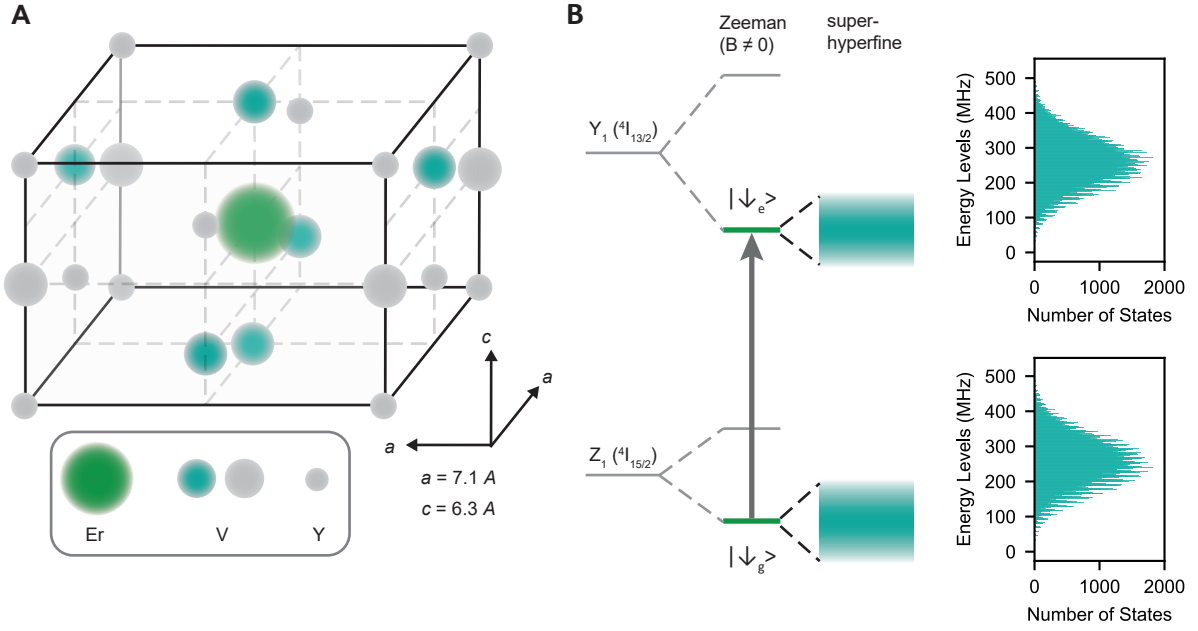 A
c
a
a
a = 7.1 A
c = 6.3 A
Er
V
Y
B
Zeeman
(B ≠ 0)
super-
hyperfine
Y₁ (⁴I₁₃/₂)
|↓ₑ>
Z₁ (⁴I₁₅/₂)
|↓g>
Energy Levels (MHz)
500
400
300
200
100
0
0
1000
2000
Number of States
Energy Levels (MHz)
500
400
300
200
100
0
0
1000
2000
Number of States